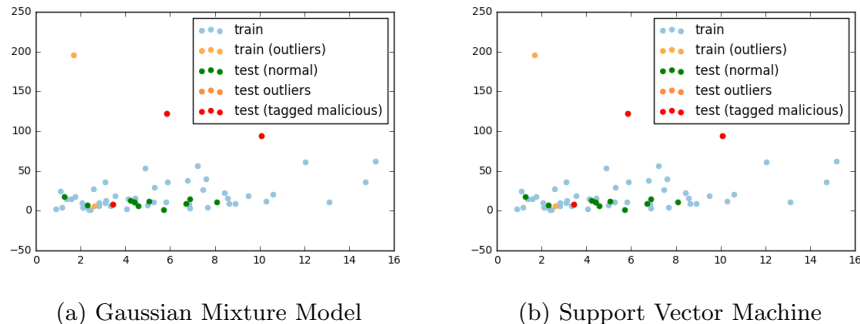 250
200
150
100
50
0
−50
0 2 4 6 8 10 12 14 16
train
train (outliers)
test (normal)
test outliers
test (tagged malicious)
(a) Gaussian Mixture Model
250
200
150
100
50
0
−50
0 2 4 6 8 10 12 14 16
train
train (outliers)
test (normal)
test outliers
test (tagged malicious)
(b) Support Vector Machine